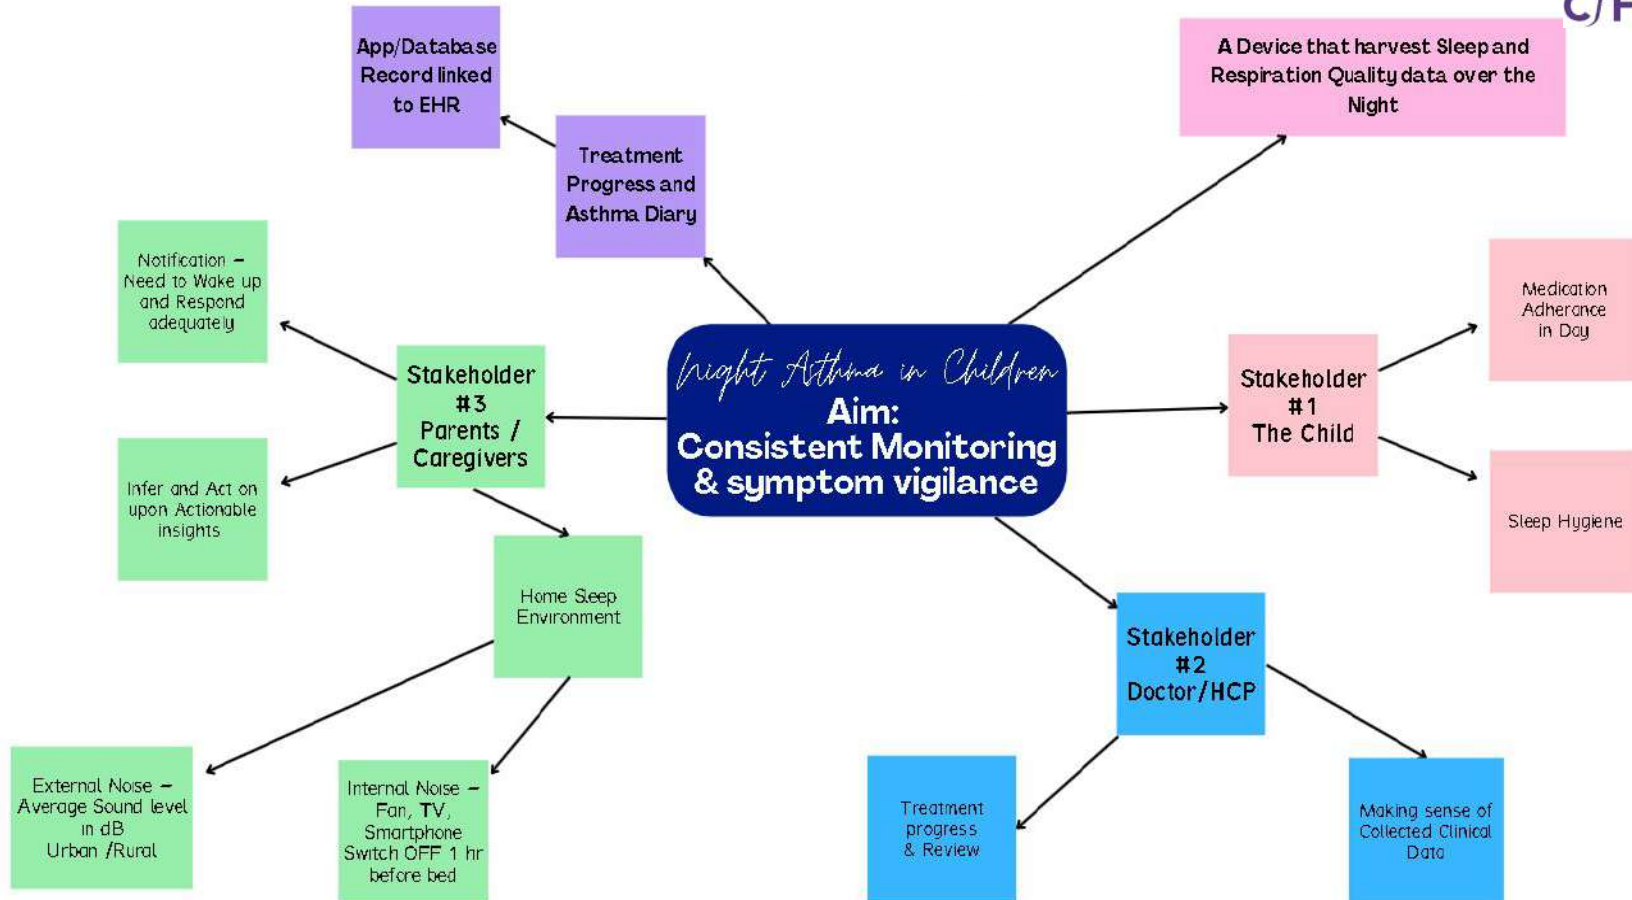 App/Database
Record linked
to EHR
A Device that harvest Sleep and
Respiration Quality data over the
Night
Treatment
Progress and
Asthma Diary
Notification –
Need to Wake up
and Respond
adequately
Medication
Adherance
in Day
Stakeholder
#3
Parents /
Caregivers
Night Asthma in Children
Aim:
Consistent Monitoring
& symptom vigilance
Stakeholder
#1
The Child
Infer and Act on
upon Actionable
insights
Sleep Hygiene
Home Sleep
Environment
Stakeholder
#2
Doctor/HCP
External Noise –
Average Sound level
in dB
Urban /Rural
Internal Noise –
Fan, TV,
Smartphone
Switch OFF 1 hr
before bed
Treatment
progress
& Review
Making sense of
Collected Clinical
Data